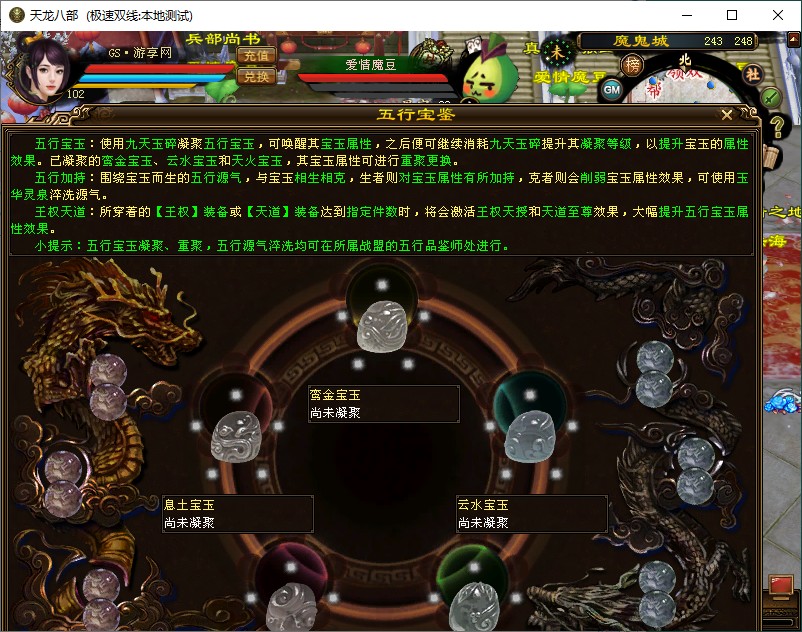 天龙八部 (极速双线:本地测试)
兵部尚书
GS·游享网
充值
兑换
102
爱情魔豆
真
爱情魔豆
未
魔鬼城 243 248
榜
北
社
GM
五行宝鉴
五行宝玉：使用九天玉碎凝聚五行宝玉，可唤醒其宝玉属性，之后便可继续消耗九天玉碎提升其凝聚等级，以提升宝玉的属性
效果。已凝聚的鸾金宝玉、云水宝玉和天火宝玉，其宝玉属性可进行重聚更换。
五行加持：围绕宝玉而生的五行源气，与宝玉相生相克，生者则对宝玉属性有所加持，克者则会削弱宝玉属性效果，可使用玉
华灵泉淬洗源气。
王权天道：所穿着的【王权】装备或【天道】装备达到指定件数时，将会激活王权天授和天道至尊效果，大幅提升五行宝玉属
性效果。
小提示：五行宝玉凝聚、重聚，五行源气淬洗均可在所属战盟的五行品鉴师处进行。
鸾金宝玉
尚未凝聚
息土宝玉
尚未凝聚
云水宝玉
尚未凝聚